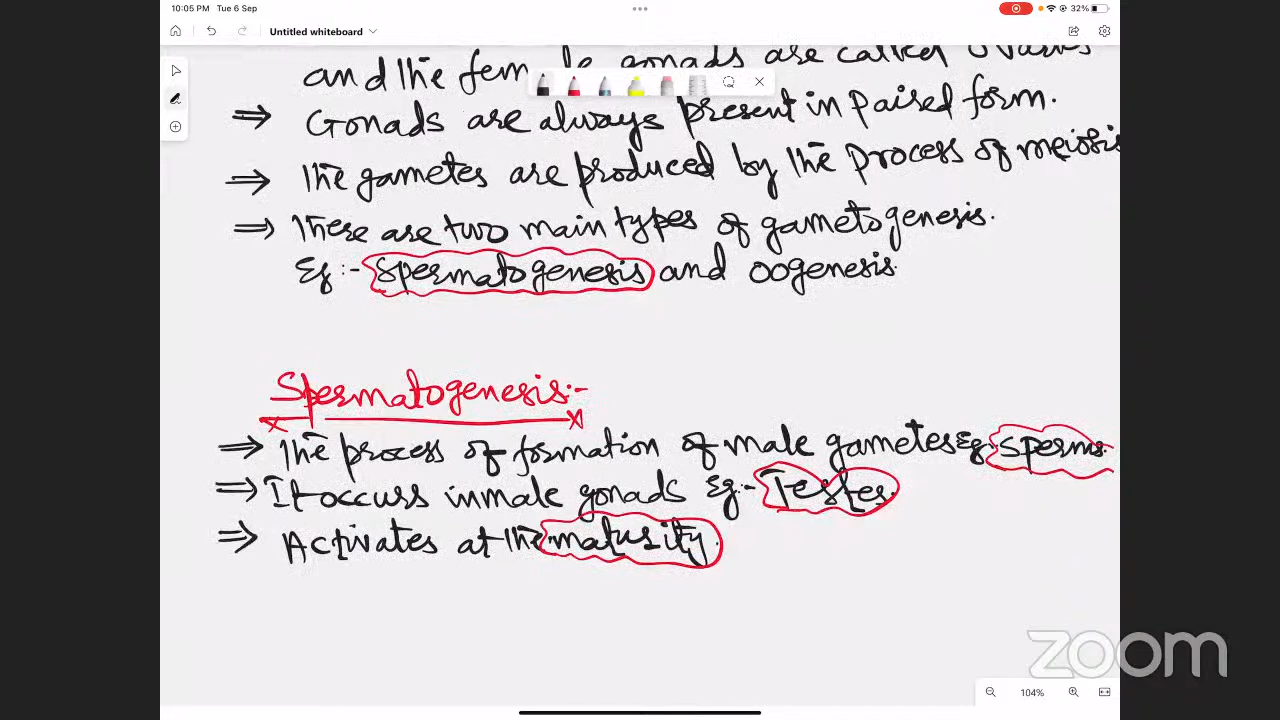 10:05 PM Tue 6 Sep
32%
Untitled whiteboard
and the fem le gonads are called ovaries
⇒ Gonads are always present in paired form.
⇒ The gametes are produced by the process of meiosis
⇒ There are two main types of gametogenesis.
Eg :- Spermatogenesis and oogenesis.
Spermatogenesis:-
⇒ The process of formation of male gametes Eg. Sperms.
⇒ It occurs in male gonads Eg:- Testes.
⇒ Activates at the maturity.
zoom
104%